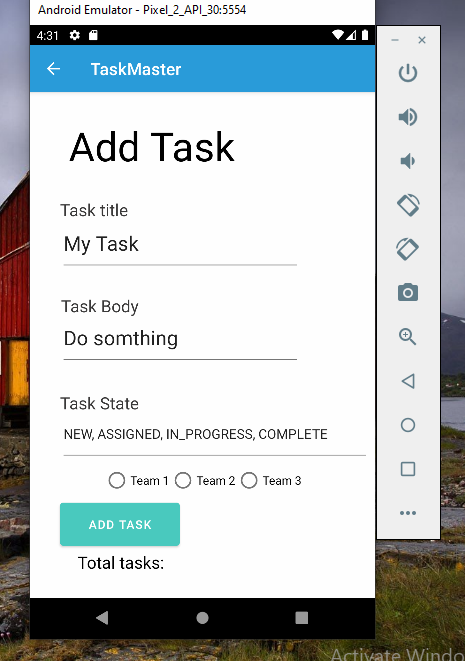 Android Emulator - Pixel_2_API_30:5554
4:31
TaskMaster
Add Task
Task title
My Task
Task Body
Do somthing
Task State
NEW, ASSIGNED, IN_PROGRESS, COMPLETE
Team 1 Team 2 Team 3
ADD TASK
Total tasks:
Activate Windo